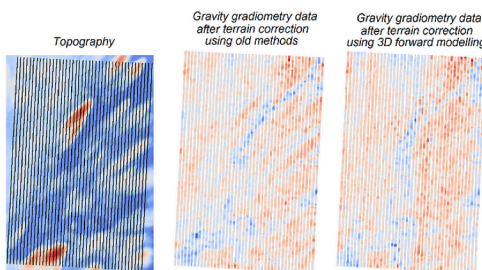 Topography
Gravity gradiometry data
after terrain correction
using old methods
Gravity gradiometry data
after terrain correction
using 3D forward modelling